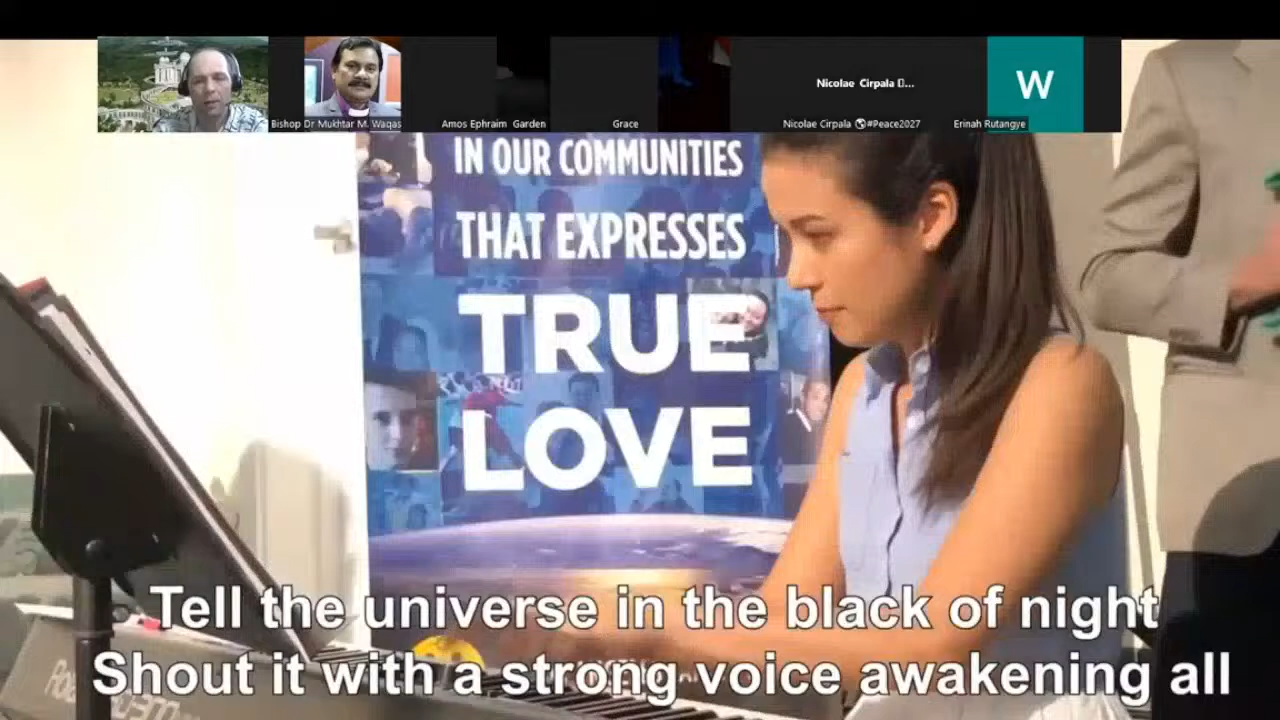 Nicolae Cirpala
W
Bishop Dr Mukhtar M. Waqas
Amos Ephraim Garden
Grace
Nicolae Cirpala 🌎#Peace2027
Erinah Rutangye
IN OUR COMMUNITIES
THAT EXPRESSES
TRUE
LOVE
Tell the universe in the black of night
Shout it with a strong voice awakening all